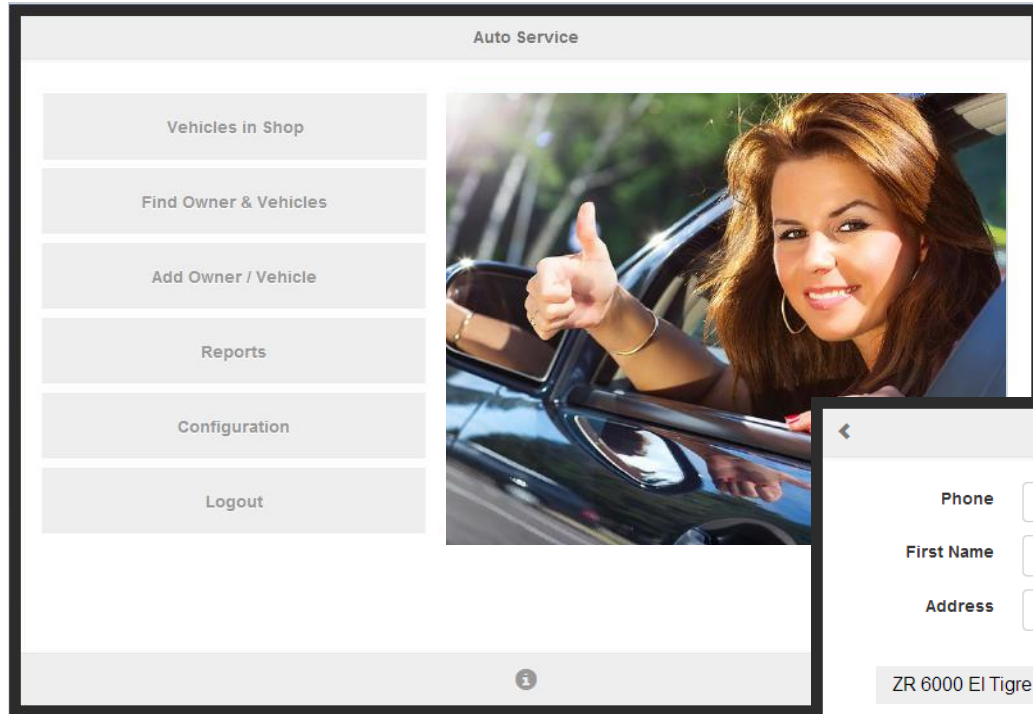 Auto Service
Vehicles in Shop
Find Owner & Vehicles
Add Owner / Vehicle
Reports
Configuration
Logout
Phone
First Name
Address
ZR 6000 El Tigre